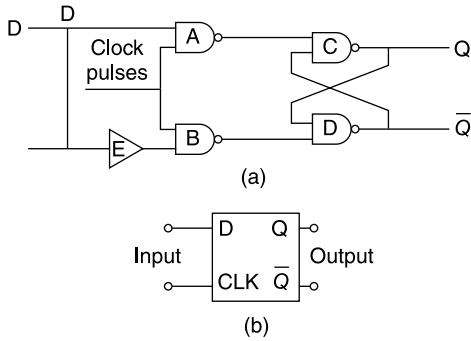 D
D
A
C
Q
Clock
pulses
E
B
D
Q̅
(a)
D Q
Input Output
CLK Q̅
(b)